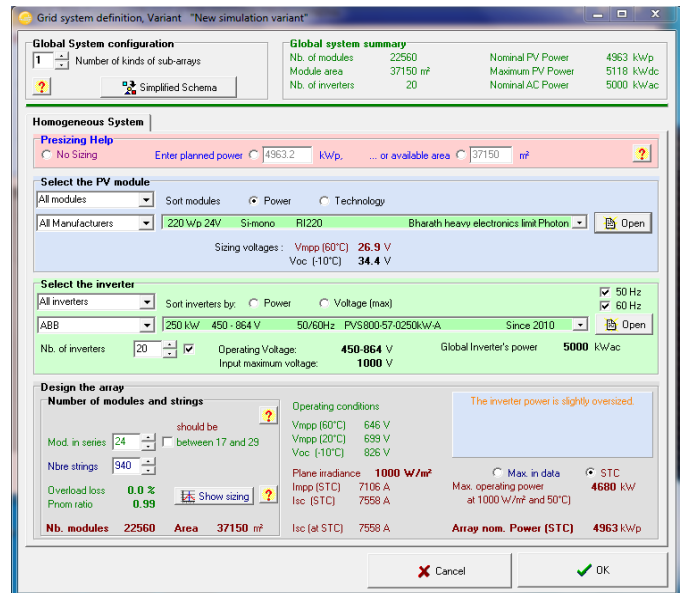 Grid system definition, Variant "New simulation variant"
Global System configuration
1 Number of kinds of sub-arrays
? Simplified Schema
Global system summary
Nb. of modules 22560 Nominal PV Power 4963 kWp
Module area 37150 m² Maximum PV Power 5118 kWdc
Nb. of inverters 20 Nominal AC Power 5000 kWac
Homogeneous System
Presizing Help
No Sizing Enter planned power 4963.2 kWp, ... or available area 37150 m² ?
Select the PV module
All modules Sort modules Power Technology
All Manufacturers 220 Wp 24V Si-mono RI220 Bharath heavy electronics limit Photon Open
Sizing voltages : Vmpp (60°C) 26.9 V
Voc (-10°C) 34.4 V
Select the inverter
All inverters Sort inverters by: Power Voltage (max) 50 Hz
60 Hz
ABB 250 kW 450 - 864 V 50/60Hz PVS800-57-0250kW-A Since 2010 Open
Nb. of inverters 20 Operating Voltage: 450-864 V Global Inverter's power 5000 kWac
Input maximum voltage: 1000 V
Design the array
Number of modules and strings
?
should be
Mod. in series 24 between 17 and 29
Nbre strings 940
Overload loss 0.0 %
Pnom ratio 0.99
Show sizing ?
Nb. modules 22560 Area 37150 m²
Operating conditions
Vmpp (60°C) 646 V
Vmpp (20°C) 699 V
Voc (-10°C) 826 V
Plane irradiance 1000 W/m²
Impp (STC) 7106 A
Isc (STC) 7558 A
Isc (at STC) 7558 A
The inverter power is slightly oversized.
Max. in data STC
Max. operating power 4680 kW
at 1000 W/m² and 50°C)
Array nom. Power (STC) 4963 kWp
Cancel OK